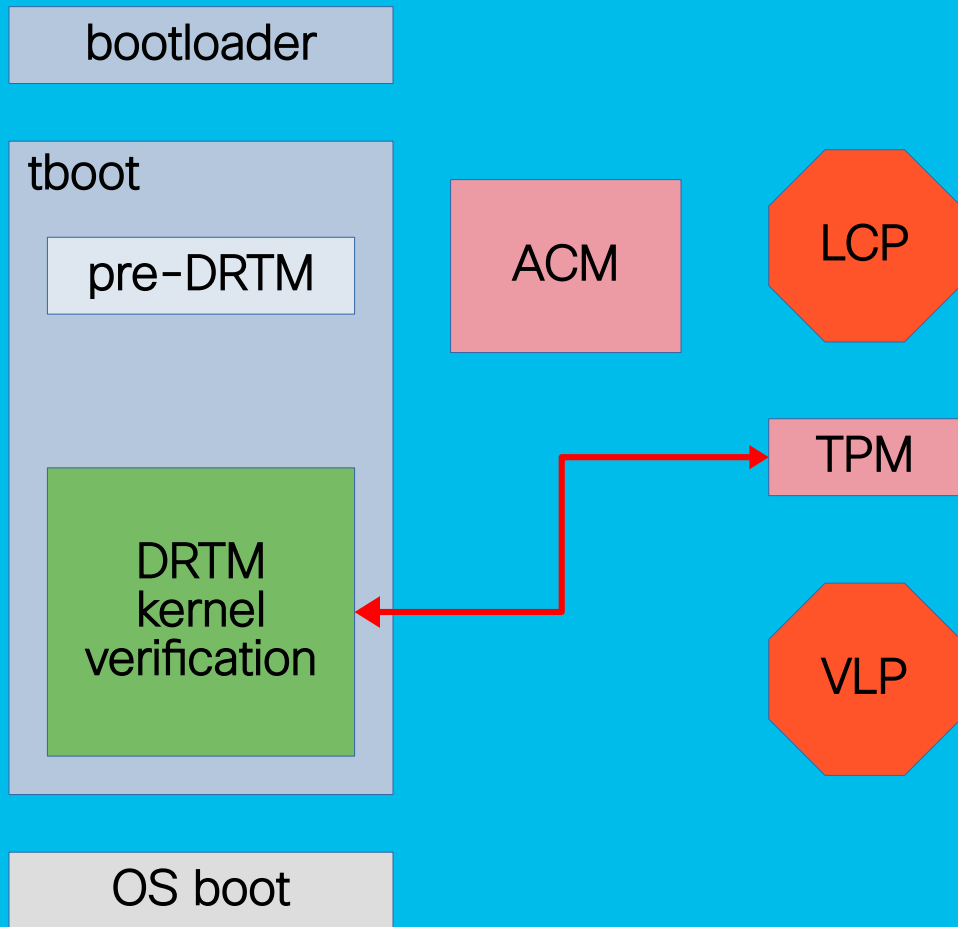 bootloader
tboot
pre-DRTM
ACM
LCP
TPM
DRTM
kernel
verification
VLP
OS boot